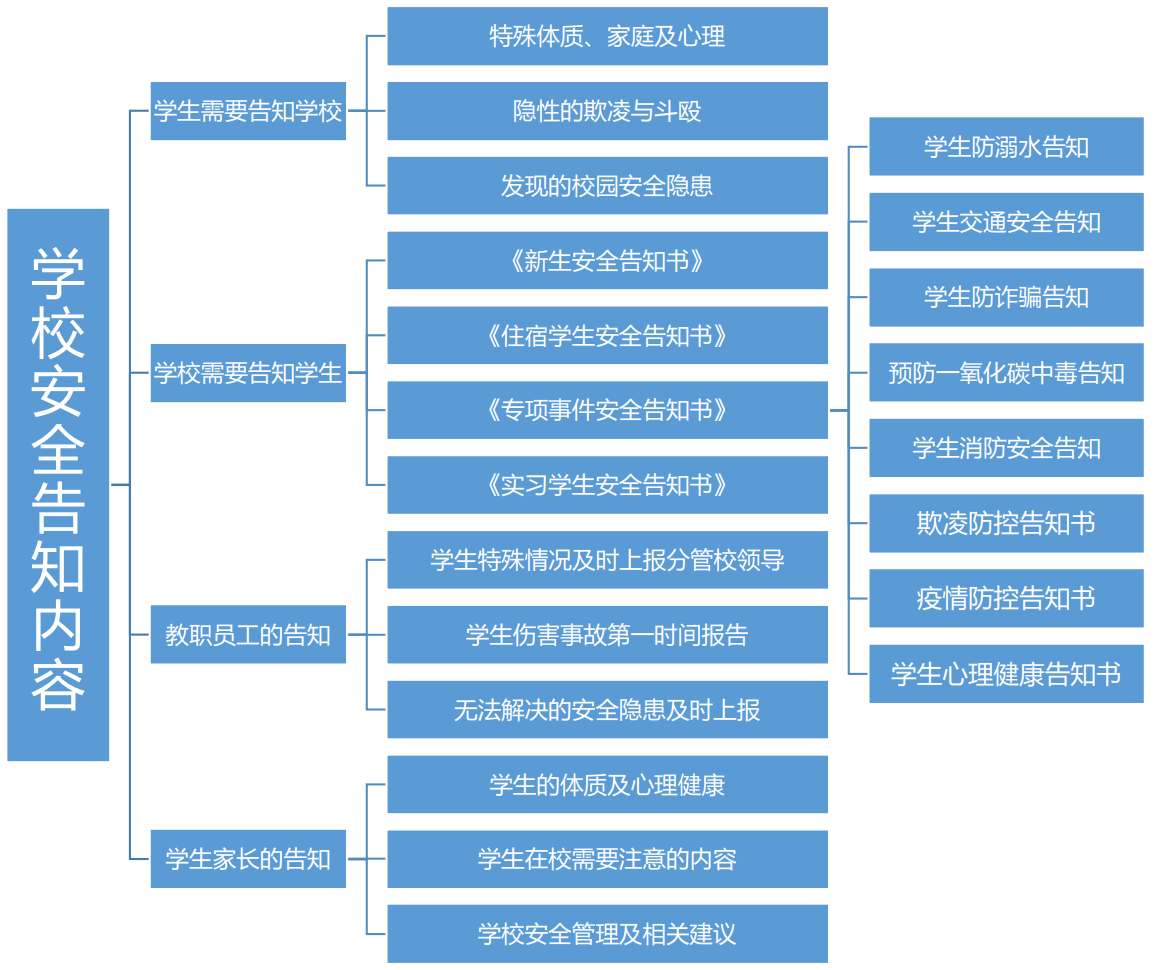 学校安全告知内容
学生需要告知学校
特殊体质、家庭及心理
隐性的欺凌与斗殴
发现的校园安全隐患
学校需要告知学生
《新生安全告知书》
《住宿学生安全告知书》
《专项事件安全告知书》
学生防溺水告知
学生交通安全告知
学生防诈骗告知
预防一氧化碳中毒告知
学生消防安全告知
欺凌防控告知书
疫情防控告知书
学生心理健康告知书
《实习学生安全告知书》
教职员工的告知
学生特殊情况及时上报分管校领导
学生伤害事故第一时间报告
无法解决的安全隐患及时上报
学生家长的告知
学生的体质及心理健康
学生在校需要注意的内容
学校安全管理及相关建议